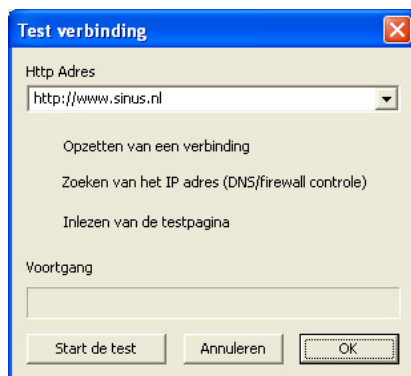 Test verbinding
Http Adres
http://www.sinus.nl
Opzetten van een verbinding
Zoeken van het IP adres (DNS/firewall controle)
Inlezen van de testpagina
Voortgang
Start de test
Annuleren
OK